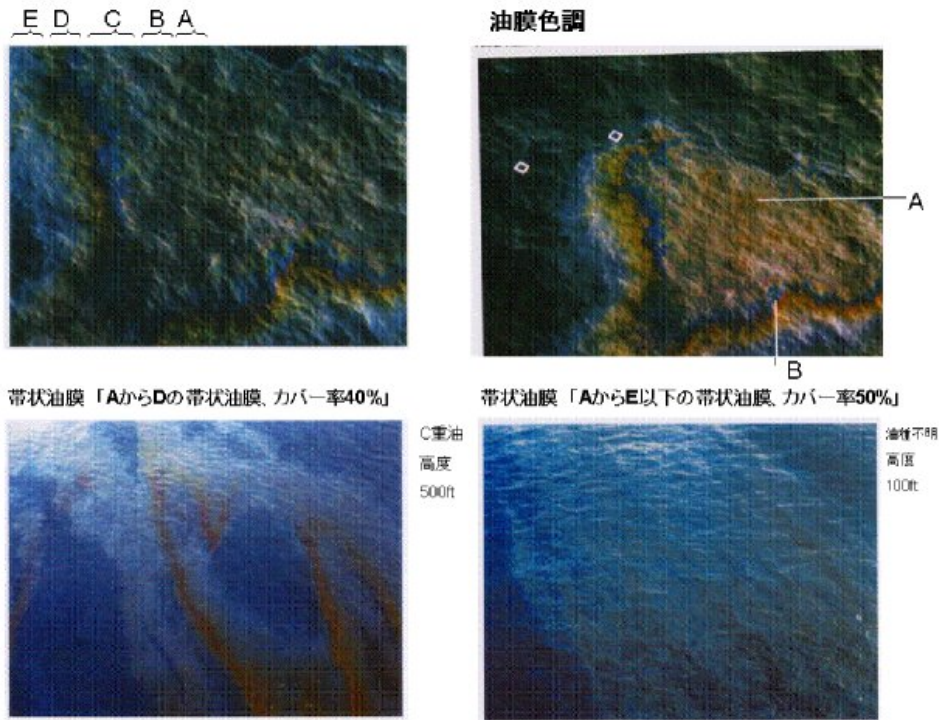 E D C B A
油膜色調
A
B
帯状油膜「AからDの帯状油膜、カバー率40%」
帯状油膜「AからE以下の帯状油膜、カバー率50%」
C重油
高度
500ft
油種不明
高度
100ft